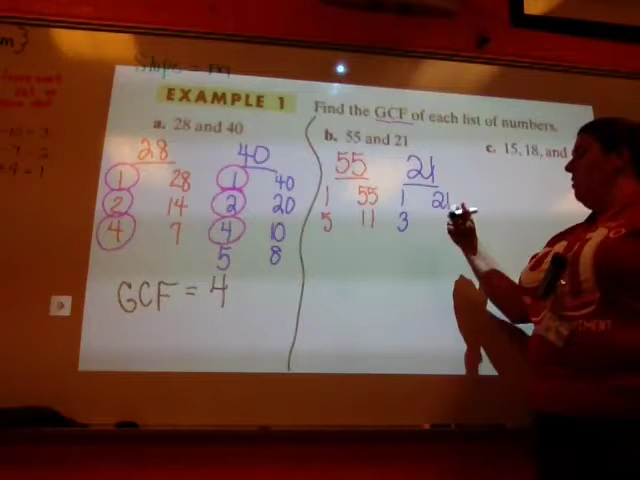 Slope = m
EXAMPLE 1
Find the GCF of each list of numbers.
a. 28 and 40
b. 55 and 21
c. 15, 18, and
28
1 28
2 14
4 7
40
1 40
2 20
4 10
5 8
GCF = 4
55
1 55
5 11
21
1 21
3